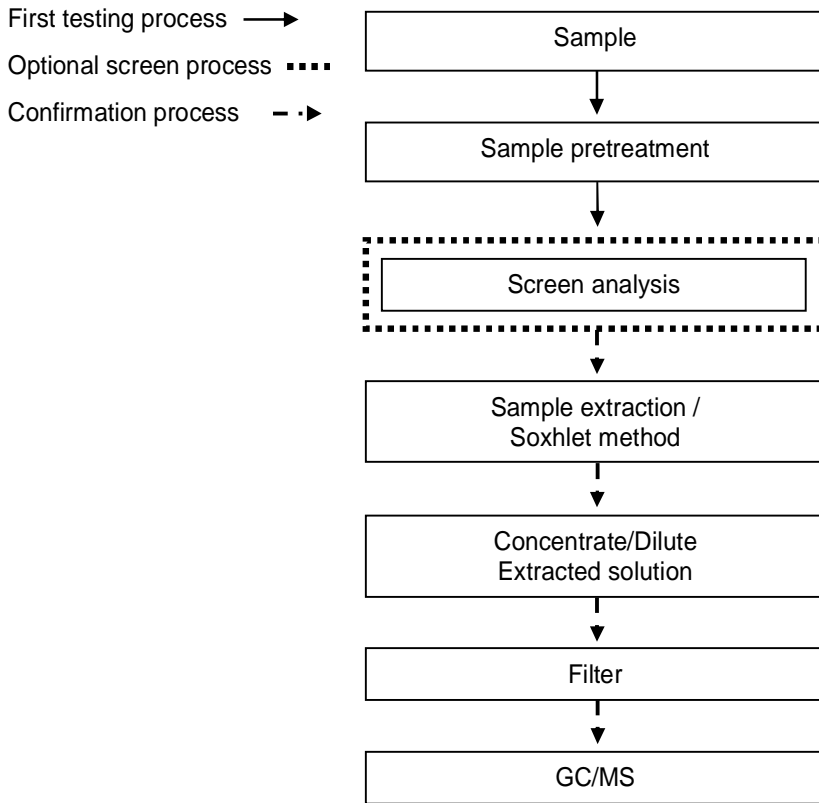 First testing process
Optional screen process
Confirmation process
Sample
Sample pretreatment
Screen analysis
Sample extraction /
Soxhlet method
Concentrate/Dilute
Extracted solution
Filter
GC/MS